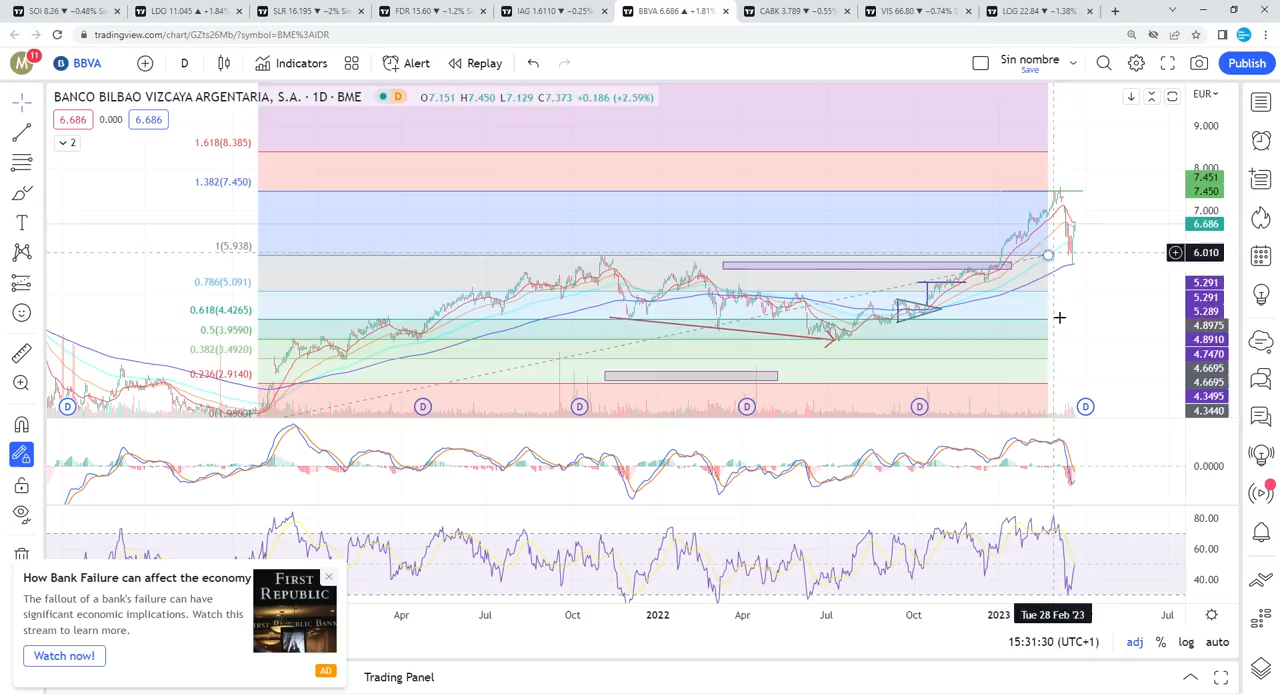 SOI 8.26 ▼ −0.48% Si
LDO 11.045 ▲ +1.84%
SLR 16.195 ▼ −2% Sin
FDR 15.60 ▼ −1.2% Si
IAG 1.6110 ▼ −0.25%
BBVA 6.686 ▲ +1.81%
CABK 3.789 ▼ −0.55%
VIS 66.80 ▼ −0.74% S
LOG 22.84 ▼ −1.38%
tradingview.com/chart/GZts26Mb/?symbol=BME%3AIDR
M 11
BBVA
D
Indicators
Alert
Replay
Sin nombre
Save
Publish
BANCO BILBAO VIZCAYA ARGENTARIA, S.A. · 1D · BME
D
O7.151 H7.450 L7.129 C7.373 +0.186 (+2.59%)
EUR
6.686 0.000 6.686
2
1.618(8.385)
1.382(7.450)
1(5.938)
0.786(5.091)
0.618(4.4265)
0.5(3.9590)
0.382(3.4920)
0.236(2.9140)
D D D D D D
9.000
8.000
7.451
7.450
7.000
6.686
6.010
5.291
5.291
5.289
4.8975
4.8910
4.7470
4.6695
4.6695
4.3495
4.3440
0.0000
80.00
60.00
40.00
Apr Jul Oct 2022 Apr Jul Oct 2023 Tue 28 Feb '23 Jul
15:31:30 (UTC+1) adj % log auto
How Bank Failure can affect the economy
The fallout of a bank's failure can have
significant economic implications. Watch this
stream to learn more.
Watch now!
FIRST
REPUBLIC
FIRST REPUBLIC BANK
AD
Trading Panel